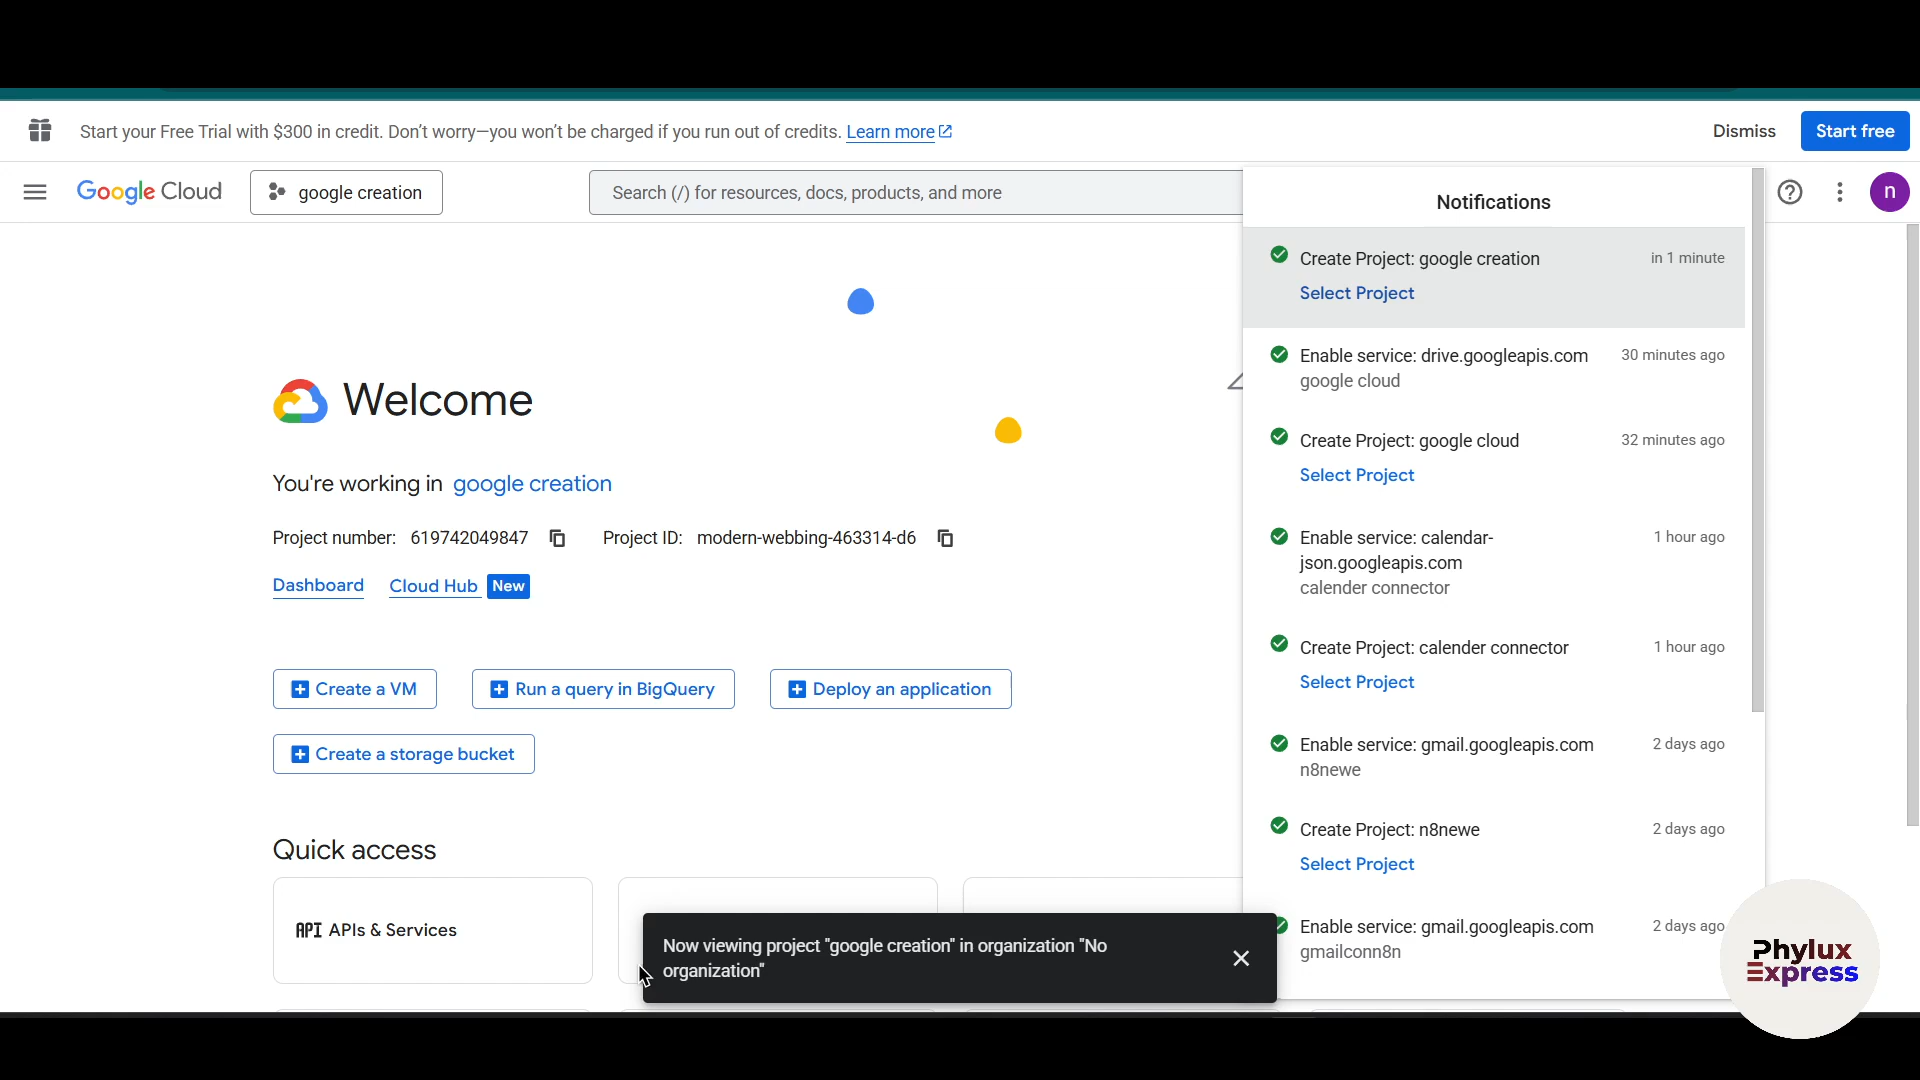 Start your Free Trial with $300 in credit. Don't worry—you won't be charged if you run out of credits. Learn more
Dismiss
Start free
Google Cloud
google creation
Search (/) for resources, docs, products, and more
n
Notifications
Create Project: google creation
in 1 minute
Select Project
Enable service: drive.googleapis.com
30 minutes ago
google cloud
Create Project: google cloud
32 minutes ago
Select Project
Enable service: calendar-
json.googleapis.com
1 hour ago
calender connector
Create Project: calender connector
1 hour ago
Select Project
Enable service: gmail.googleapis.com
2 days ago
n8newe
Create Project: n8newe
2 days ago
Select Project
Enable service: gmail.googleapis.com
2 days ago
gmailconn8n
Welcome
You're working in google creation
Project number: 619742049847
Project ID: modern-webbing-463314-d6
Dashboard
Cloud Hub New
Create a VM
Run a query in BigQuery
Deploy an application
Create a storage bucket
Quick access
API APIs & Services
Now viewing project "google creation" in organization "No
organization"
Phylux
Express